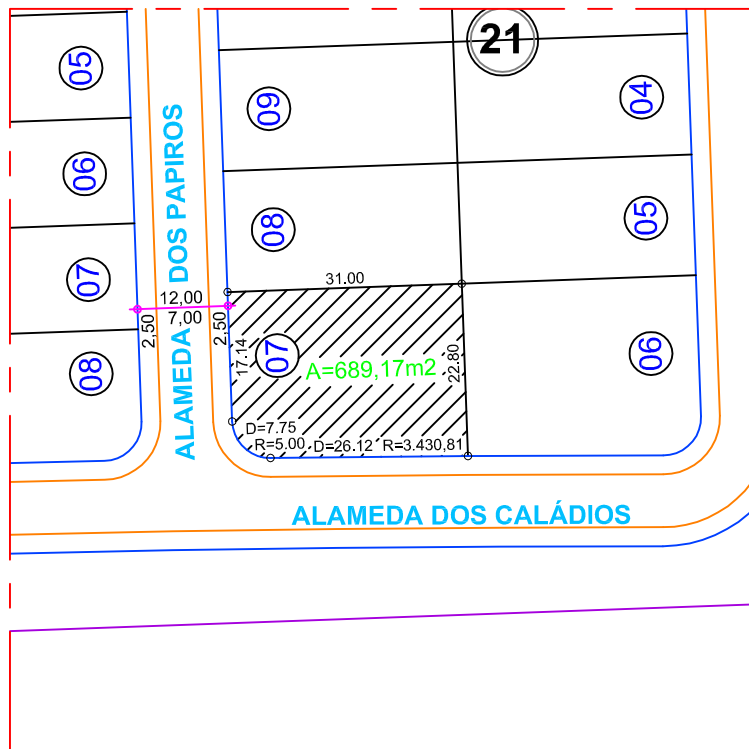 21
05
06
07
08
09
08
07
04
05
06
ALAMEDA DOS PAPIROS
12,00
7,00
2,50
2,50
31.00
17.14
22.80
A=689,17m2
D=7.75
R=5.00
D=26.12
R=3.430,81
ALAMEDA DOS CALÁDIOS